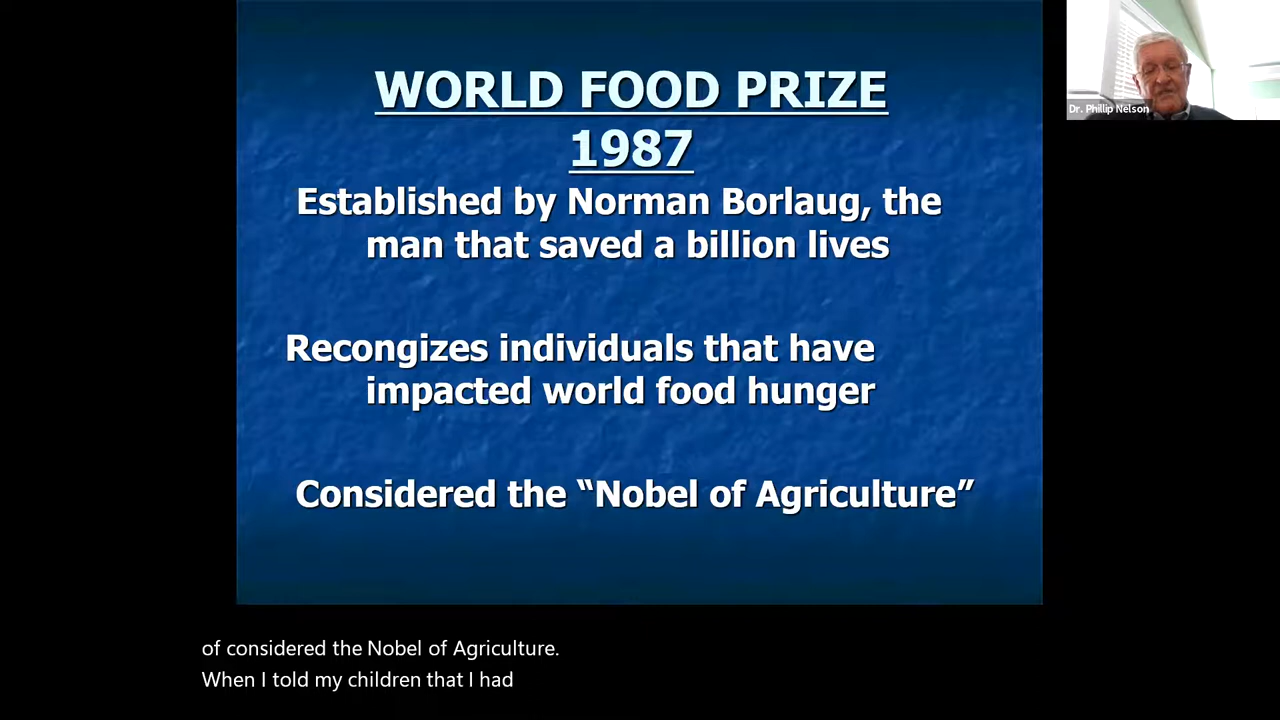 WORLD FOOD PRIZE
1987
Established by Norman Borlaug, the
man that saved a billion lives
Recongizes individuals that have
impacted world food hunger
Considered the “Nobel of Agriculture”
Dr. Phillip Nelson
of considered the Nobel of Agriculture.
When I told my children that I had